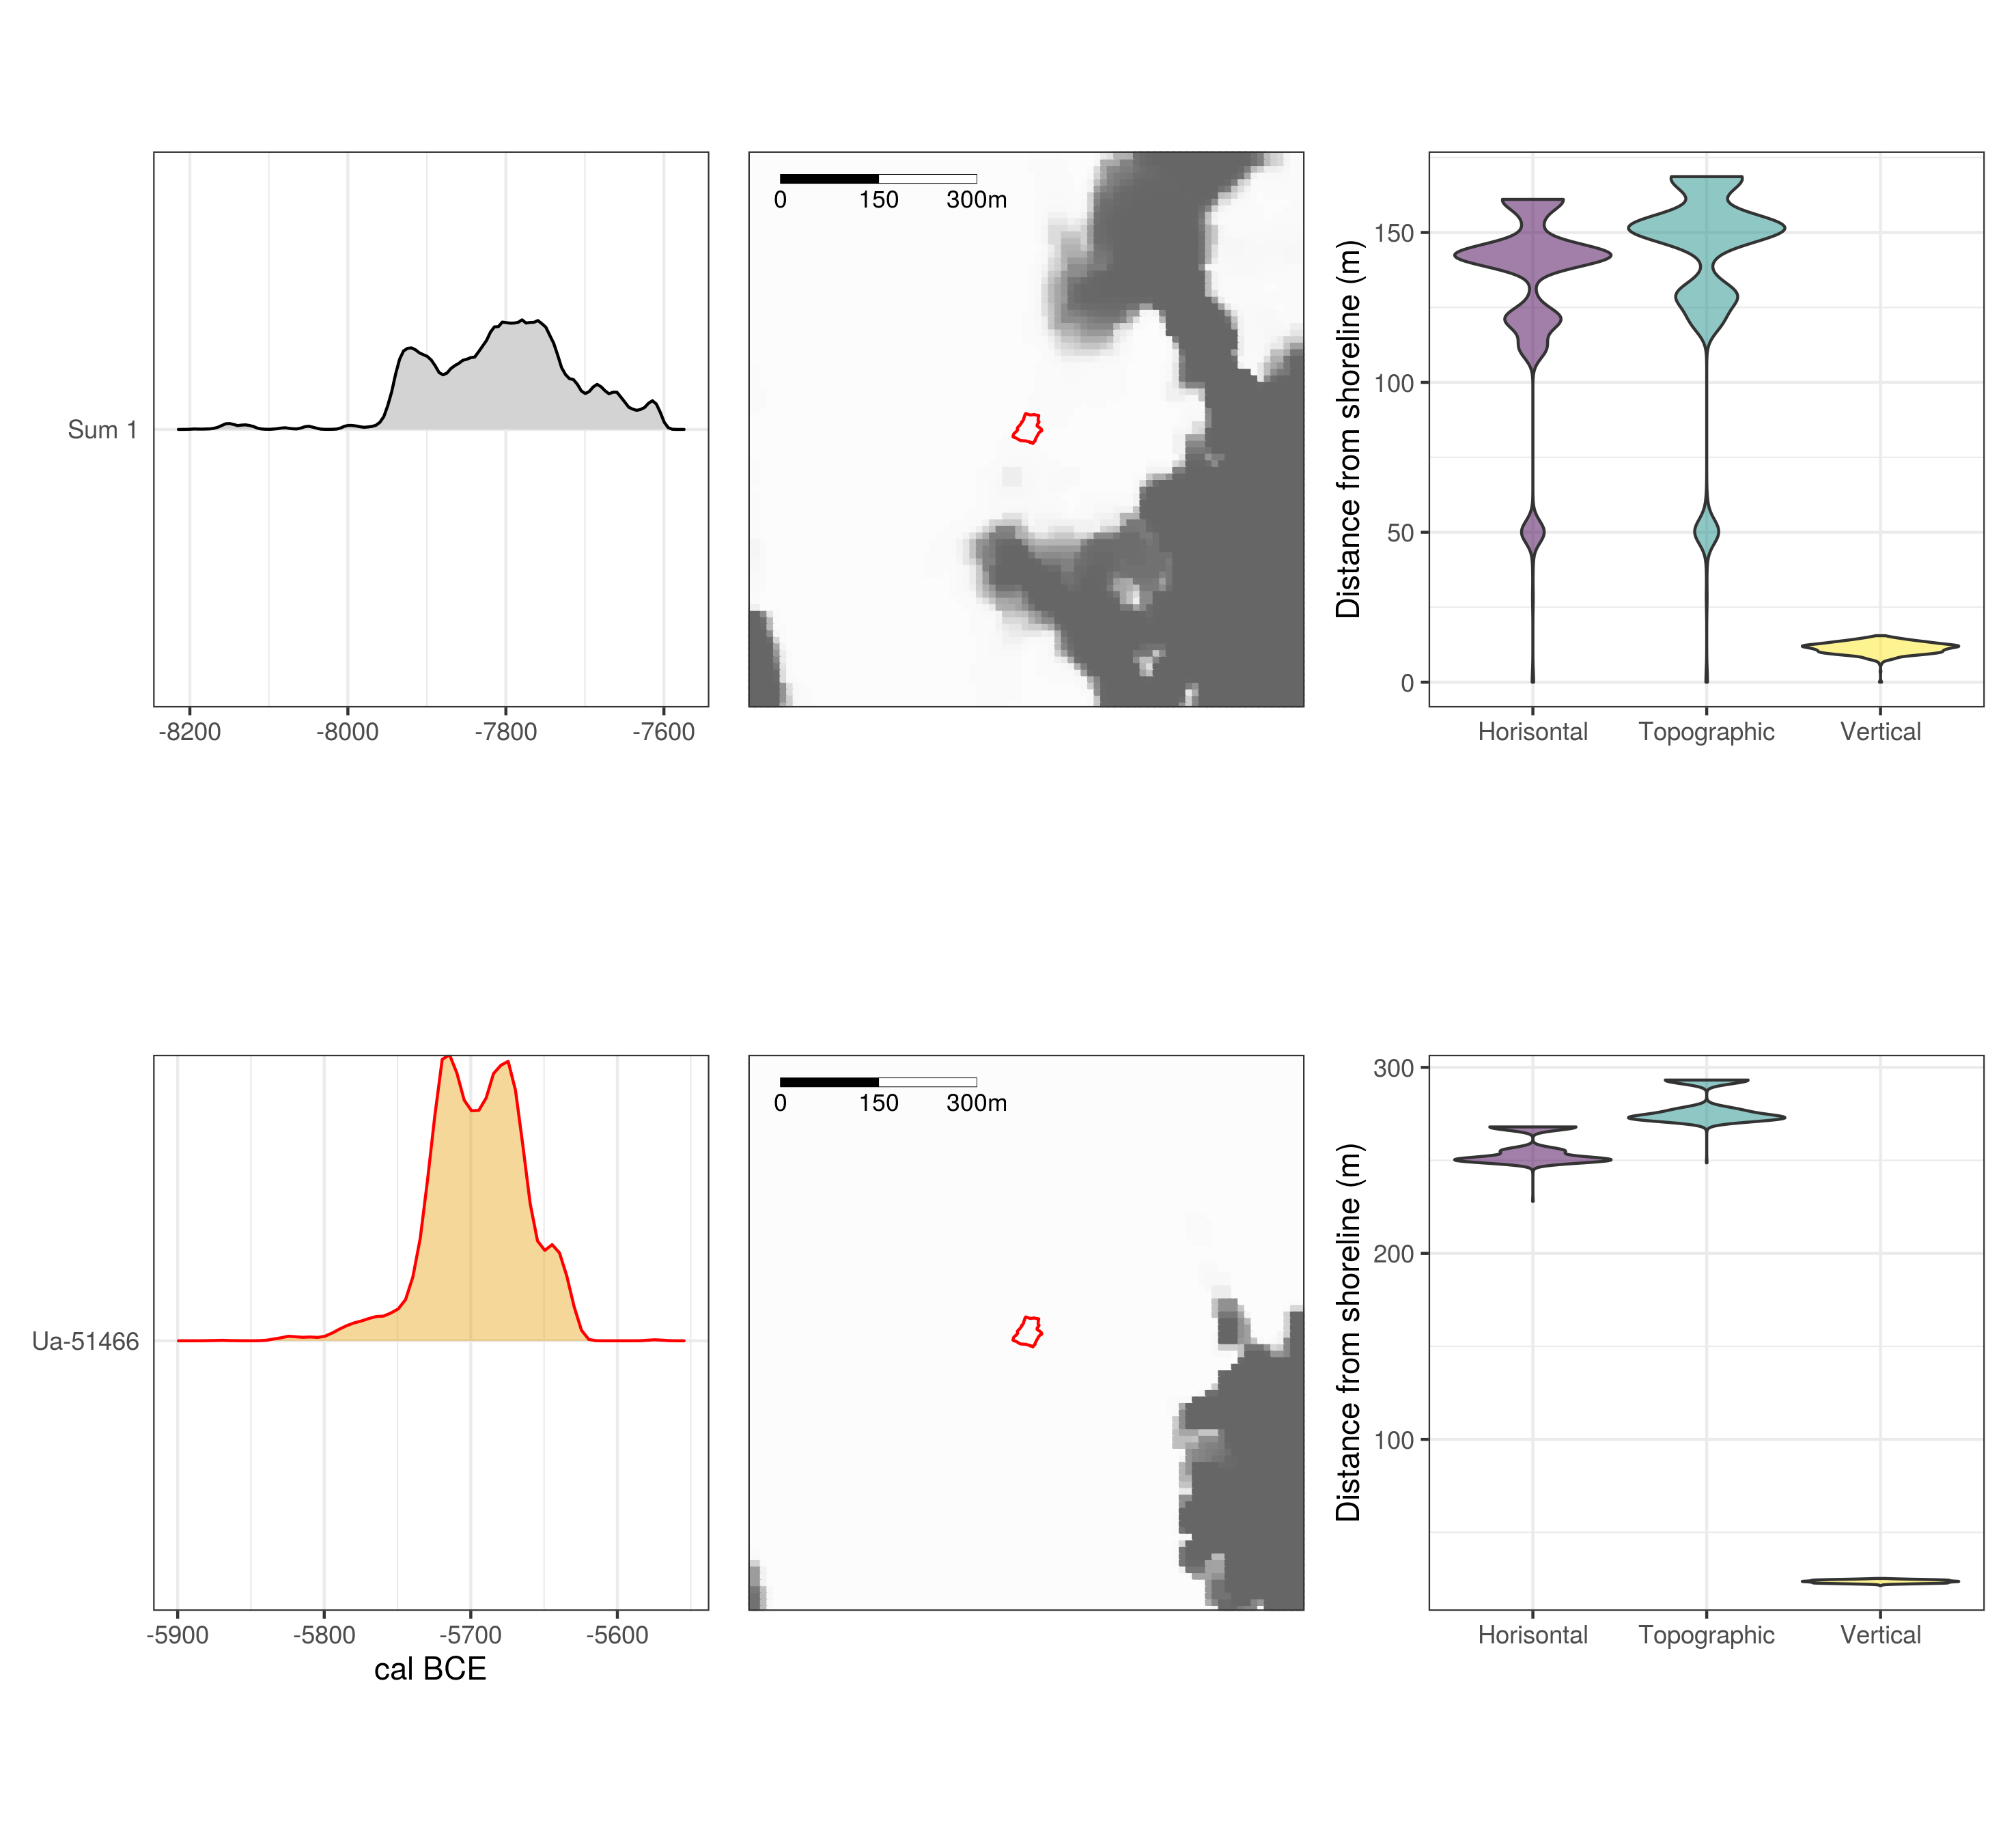 Sum 1
-8200 -8000 -7800 -7600
0 150 300m
Distance from shoreline (m)
150
100
50
0
Horisontal Topographic Vertical
Ua-51466
-5900 -5800 -5700 -5600
cal BCE
0 150 300m
Distance from shoreline (m)
300
200
100
Horisontal Topographic Vertical